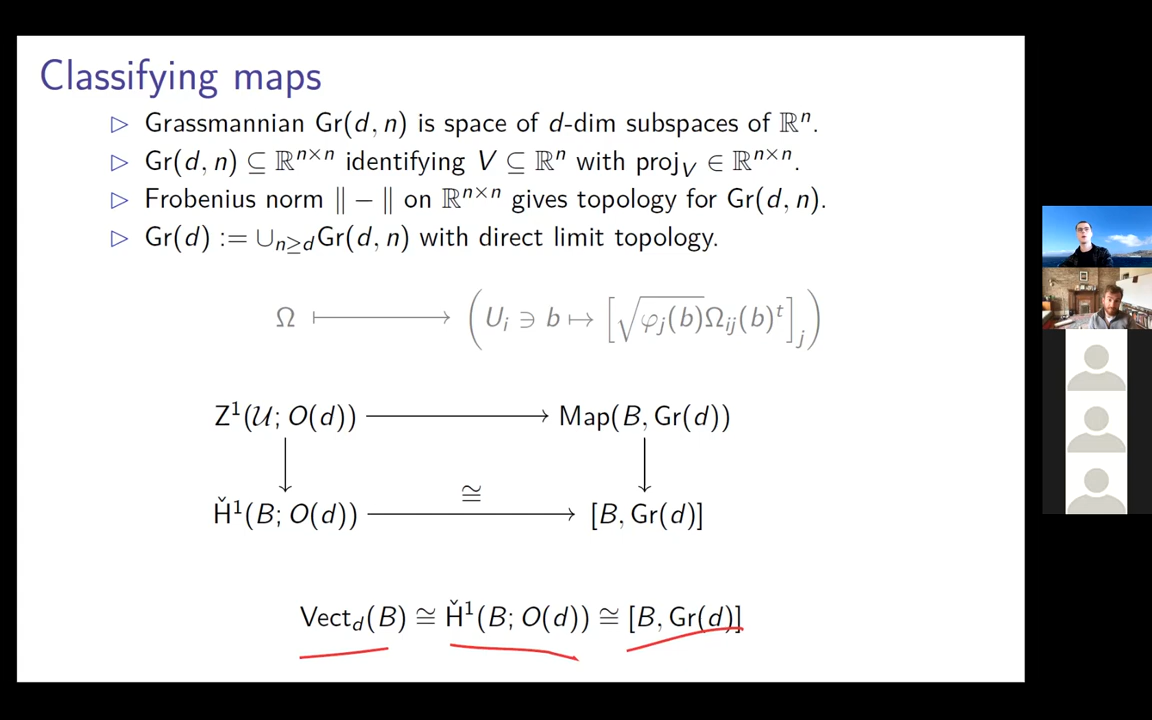 Classifying maps
▷ Grassmannian Gr(d, n) is space of d-dim subspaces of ℝⁿ.
▷ Gr(d, n) ⊆ ℝⁿˣⁿ identifying V ⊆ ℝⁿ with proj_V ∈ ℝⁿˣⁿ.
▷ Frobenius norm ‖ − ‖ on ℝⁿˣⁿ gives topology for Gr(d, n).
▷ Gr(d) := ∪_{n≥d}Gr(d, n) with direct limit topology.
Ω ⟼ (U_i ∋ b ↦ [√φ_j(b)Ω_{ij}(b)^t]_j)
Z¹(𝒰; O(d)) ⟶ Map(B, Gr(d))
≅
Ȟ¹(B; O(d)) ⟶ [B, Gr(d)]
Vect_d(B) ≅ Ȟ¹(B; O(d)) ≅ [B, Gr(d)]